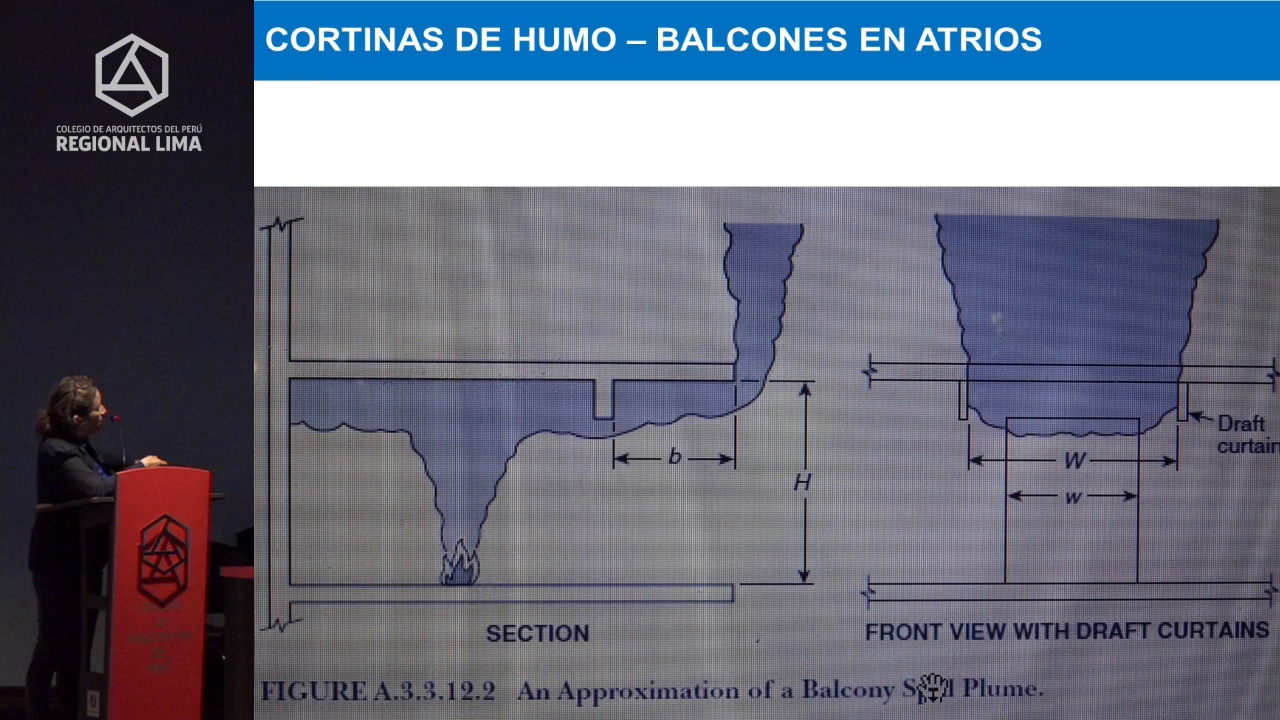 CORTINAS DE HUMO – BALCONES EN ATRIOS
COLEGIO DE ARQUITECTOS DEL PERÚ
REGIONAL LIMA
b
H
W
w
Draft
curtain
SECTION
FRONT VIEW WITH DRAFT CURTAINS
FIGURE A.3.3.12.2 An Approximation of a Balcony Plume.